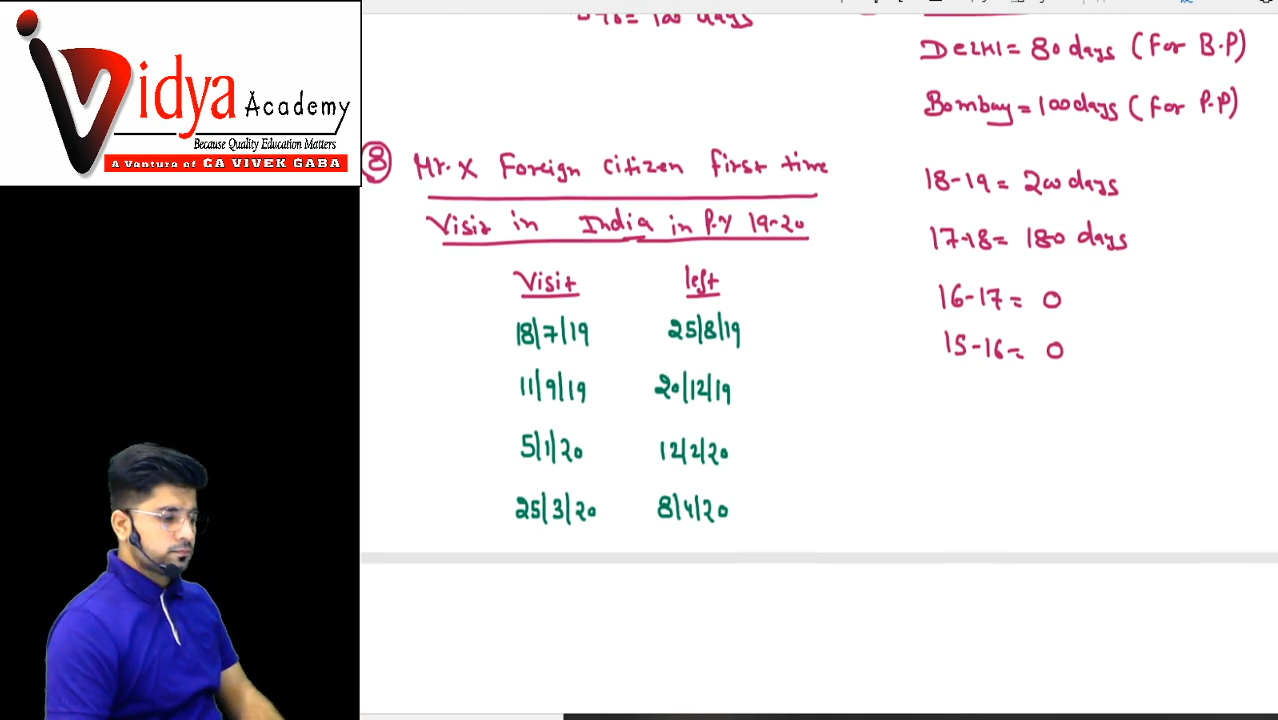 Vidya Academy
Because Quality Education Matters
A Ventura of CA VIVEK GABA
= 100 days
Delhi = 80 days (For B.P)
Bombay = 100 days (For P.P)
18-19 = 200 days
17-18 = 180 days
16-17 = 0
15-16 = 0
8 Mr. X Foreign citizen first time
Visit in India in P.Y 19-20
Visit left
18/7/19 25/8/19
11/9/19 20/12/19
5/1/20 12/2/20
25/3/20 8/4/20